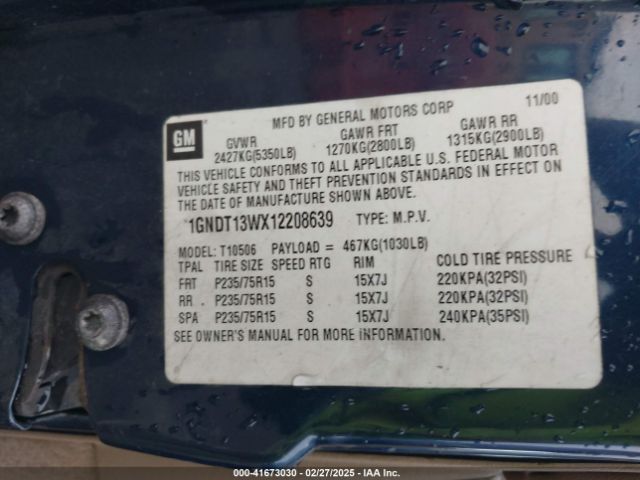 MFD BY GENERAL MOTORS CORP 11/00
GM
GVWR GAWR FRT GAWR RR
2427KG(5350LB) 1270KG(2800LB) 1315KG(2900LB)
THIS VEHICLE CONFORMS TO ALL APPLICABLE U.S. FEDERAL MOTOR
VEHICLE SAFETY AND THEFT PREVENTION STANDARDS IN EFFECT ON
THE DATE OF MANUFACTURE SHOWN ABOVE.
1GNDT13WX12208639 TYPE: M.P.V.
MODEL: T10506 PAYLOAD = 467KG(1030LB)
TPAL TIRE SIZE SPEED RTG RIM COLD TIRE PRESSURE
FRT P235/75R15 S 15X7J 220KPA(32PSI)
RR P235/75R15 S 15X7J 220KPA(32PSI)
SPA P235/75R15 S 15X7J 240KPA(35PSI)
SEE OWNER'S MANUAL FOR MORE INFORMATION.
000-41673030 - 02/27/2025 - IAAI Inc.